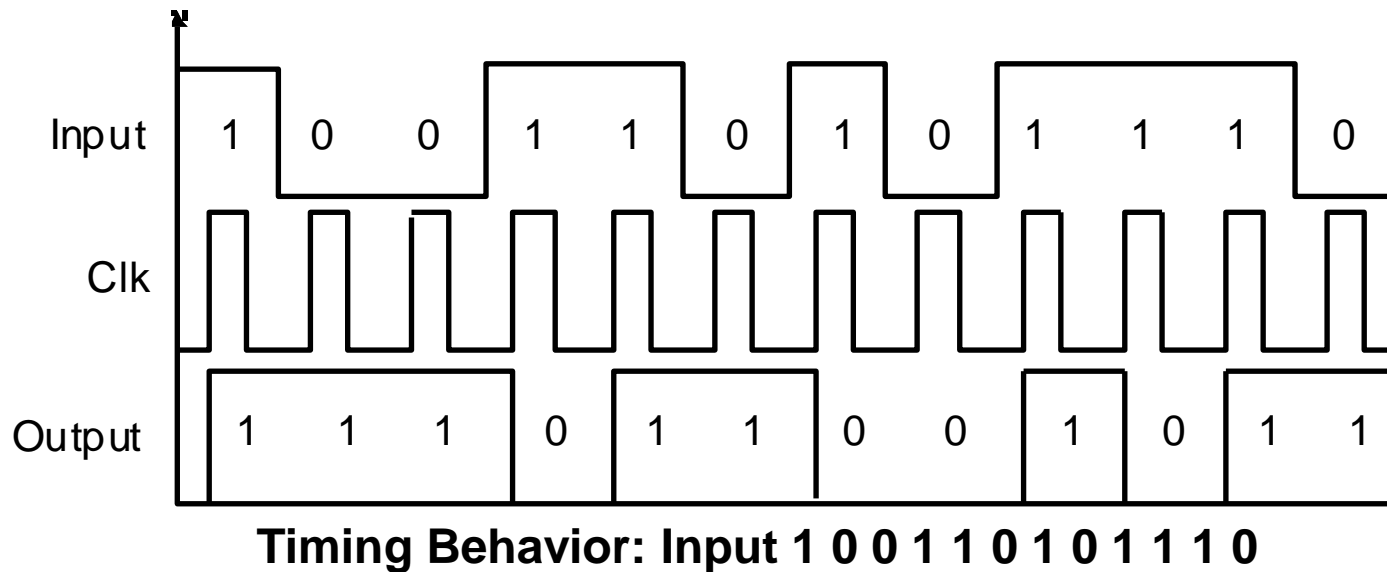 Input 1 0 0 1 1 0 1 0 1 1 1 0
Clk
Output 1 1 1 0 1 1 0 0 1 0 1 1
Timing Behavior: Input 1 0 0 1 1 0 1 0 1 1 1 0